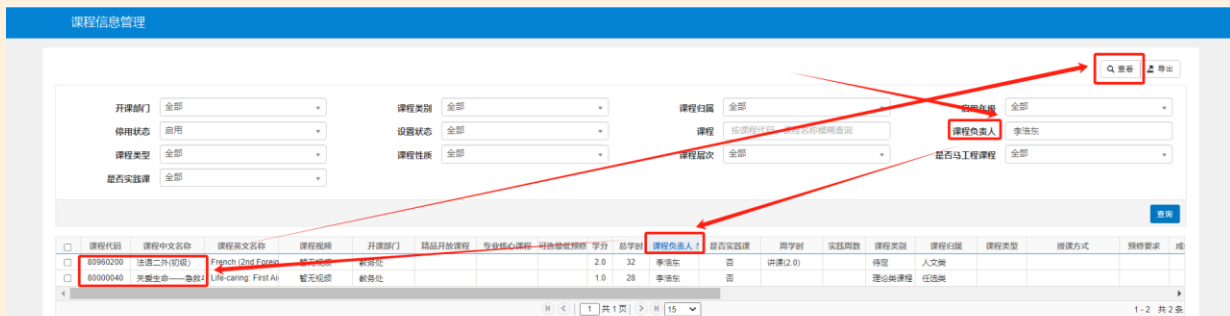 课程信息管理
查看 导出
开课部门 全部 课程类别 全部 课程归属 全部 启用年级 全部
停用状态 启用 设置状态 全部 课程 按课程代码、课程名称模糊查询 课程负责人 李浩东
课程类型 全部 课程性质 全部 课程层次 全部 是否马工程课程 全部
是否实践课 全部
查询
课程代码 课程中文名称 课程英文名称 课程视频 开课部门 精品开放课程 专业核心课程 可选最低预修 学分 总学时 课程负责人 是否实践课 周学时 实践周数 课程类别 课程归属 课程类型 授课方式 预修要求
80960200 法语二外(初级) French (2nd Foreig 暂无视频 教务处 2.0 32 李浩东 否 讲课(2.0) 待定 人文类
80000040 关爱生命——急救 Life-caring: First Ai 暂无视频 教务处 1.0 28 李浩东 否 理论类课程 任选类
1 共1页 15 1-2 共2条